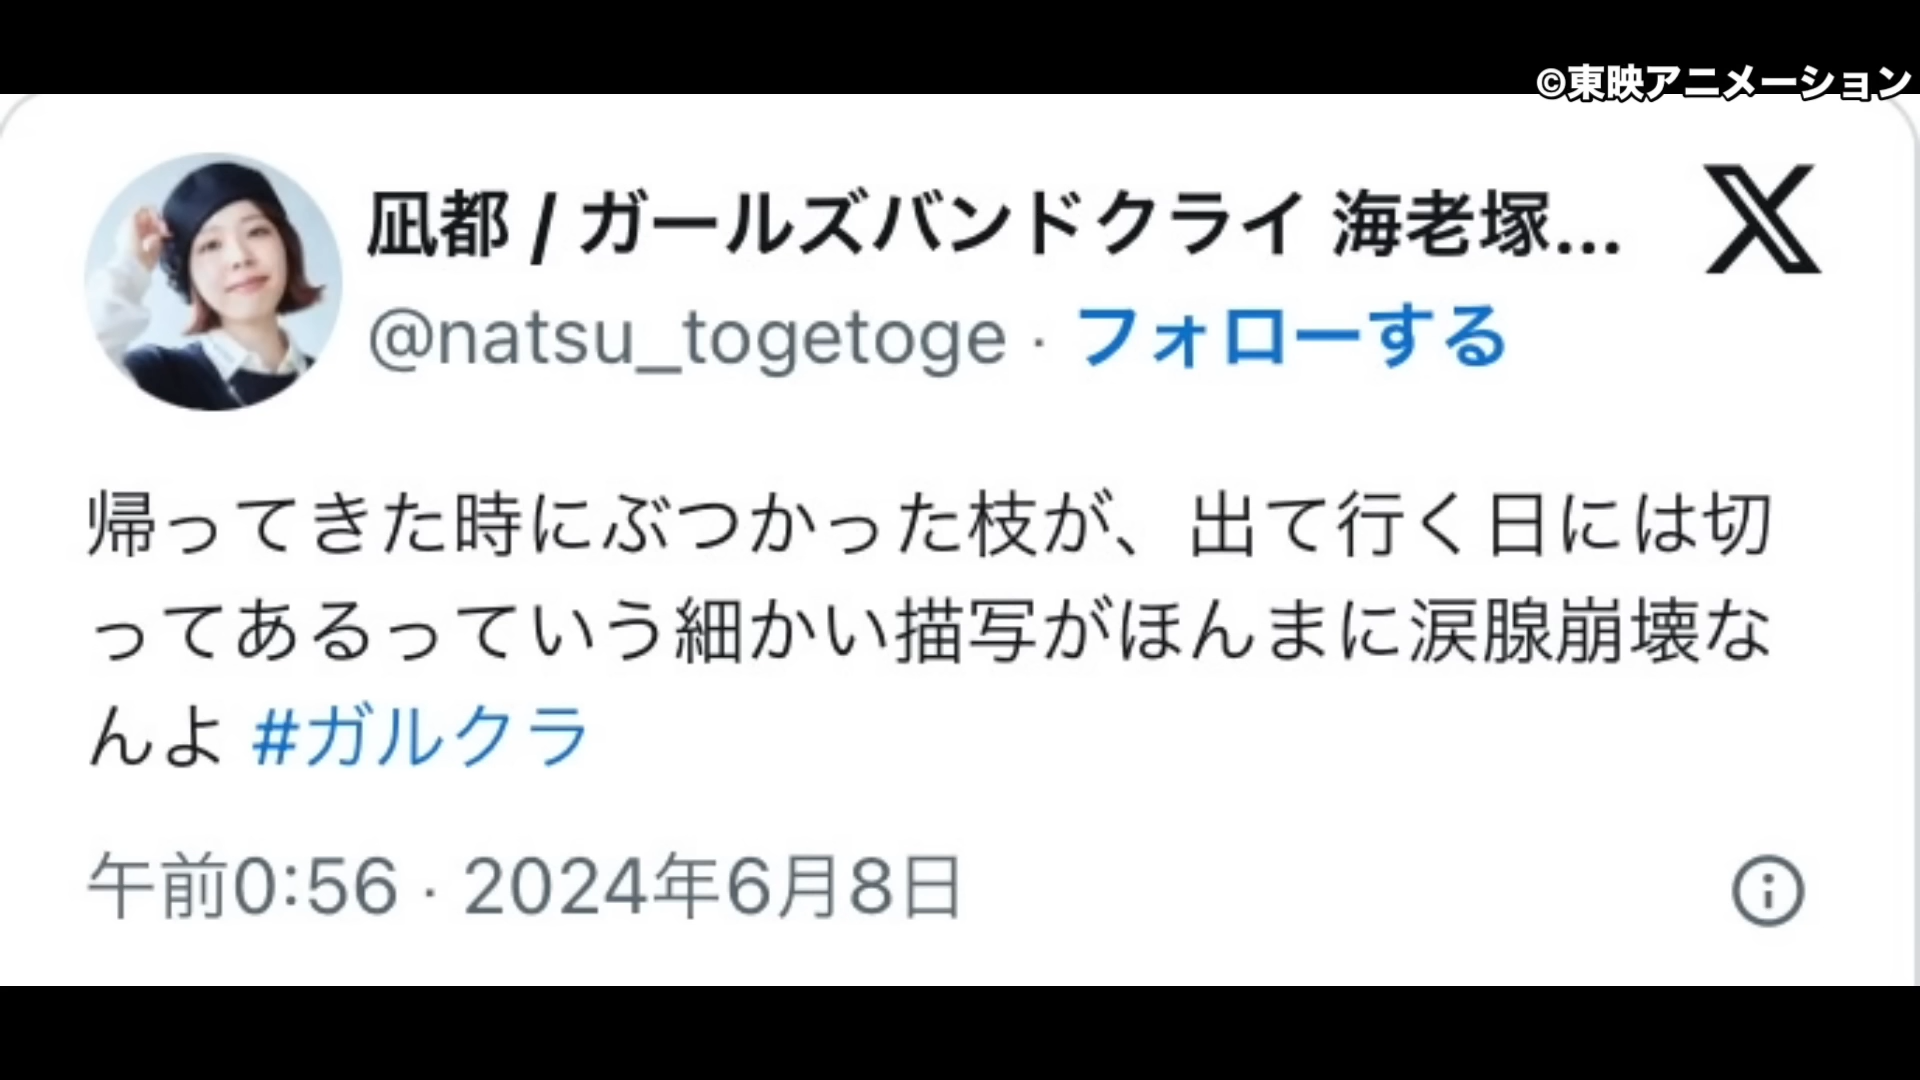 ©東映アニメーション
凪都 / ガールズバンドクライ 海老塚...
@natsu_togetoge · フォローする
帰ってきた時にぶつかった枝が、出て行く日には切
ってあるっていう細かい描写がほんまに涙腺崩壊な
んよ #ガルクラ
午前0:56 · 2024年6月8日